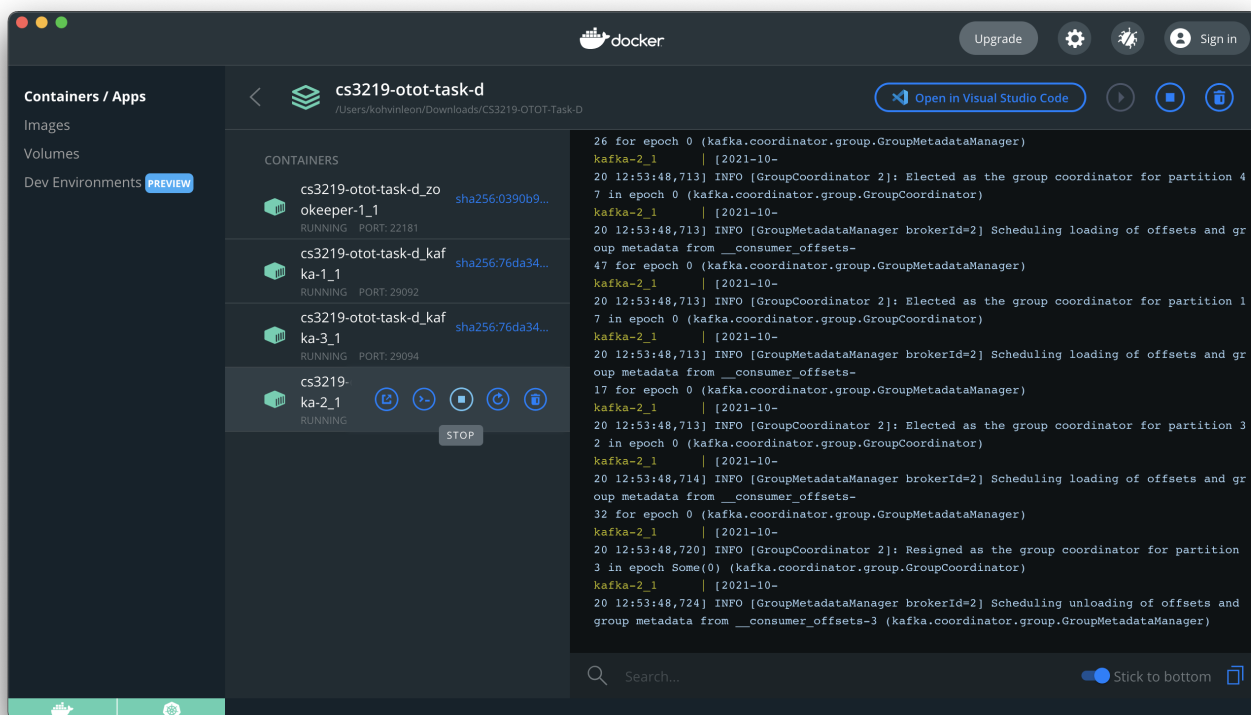 docker
Upgrade
Sign in
Containers / Apps
Images
Volumes
Dev Environments PREVIEW
cs3219-otot-task-d
/Users/kohvinleon/Downloads/CS3219-OTOT-Task-D
Open in Visual Studio Code
CONTAINERS
cs3219-otot-task-d_zo
okeeper-1_1
sha256:0390b9...
RUNNING PORT: 22181
cs3219-otot-task-d_kaf
ka-1_1
sha256:76da34...
RUNNING PORT: 29092
cs3219-otot-task-d_kaf
ka-3_1
sha256:76da34...
RUNNING PORT: 29094
cs3219-
ka-2_1
RUNNING
STOP
26 for epoch 0 (kafka.coordinator.group.GroupMetadataManager)
kafka-2_1 | [2021-10-
20 12:53:48,713] INFO [GroupCoordinator 2]: Elected as the group coordinator for partition 4
7 in epoch 0 (kafka.coordinator.group.GroupCoordinator)
kafka-2_1 | [2021-10-
20 12:53:48,713] INFO [GroupMetadataManager brokerId=2] Scheduling loading of offsets and gr
oup metadata from __consumer_offsets-
47 for epoch 0 (kafka.coordinator.group.GroupMetadataManager)
kafka-2_1 | [2021-10-
20 12:53:48,713] INFO [GroupCoordinator 2]: Elected as the group coordinator for partition 1
7 in epoch 0 (kafka.coordinator.group.GroupCoordinator)
kafka-2_1 | [2021-10-
20 12:53:48,713] INFO [GroupMetadataManager brokerId=2] Scheduling loading of offsets and gr
oup metadata from __consumer_offsets-
17 for epoch 0 (kafka.coordinator.group.GroupMetadataManager)
kafka-2_1 | [2021-10-
20 12:53:48,713] INFO [GroupCoordinator 2]: Elected as the group coordinator for partition 3
2 in epoch 0 (kafka.coordinator.group.GroupCoordinator)
kafka-2_1 | [2021-10-
20 12:53:48,714] INFO [GroupMetadataManager brokerId=2] Scheduling loading of offsets and gr
oup metadata from __consumer_offsets-
32 for epoch 0 (kafka.coordinator.group.GroupMetadataManager)
kafka-2_1 | [2021-10-
20 12:53:48,720] INFO [GroupCoordinator 2]: Resigned as the group coordinator for partition
3 in epoch Some(0) (kafka.coordinator.group.GroupCoordinator)
kafka-2_1 | [2021-10-
20 12:53:48,724] INFO [GroupMetadataManager brokerId=2] Scheduling unloading of offsets and
group metadata from __consumer_offsets-3 (kafka.coordinator.group.GroupMetadataManager)
Search...
Stick to bottom